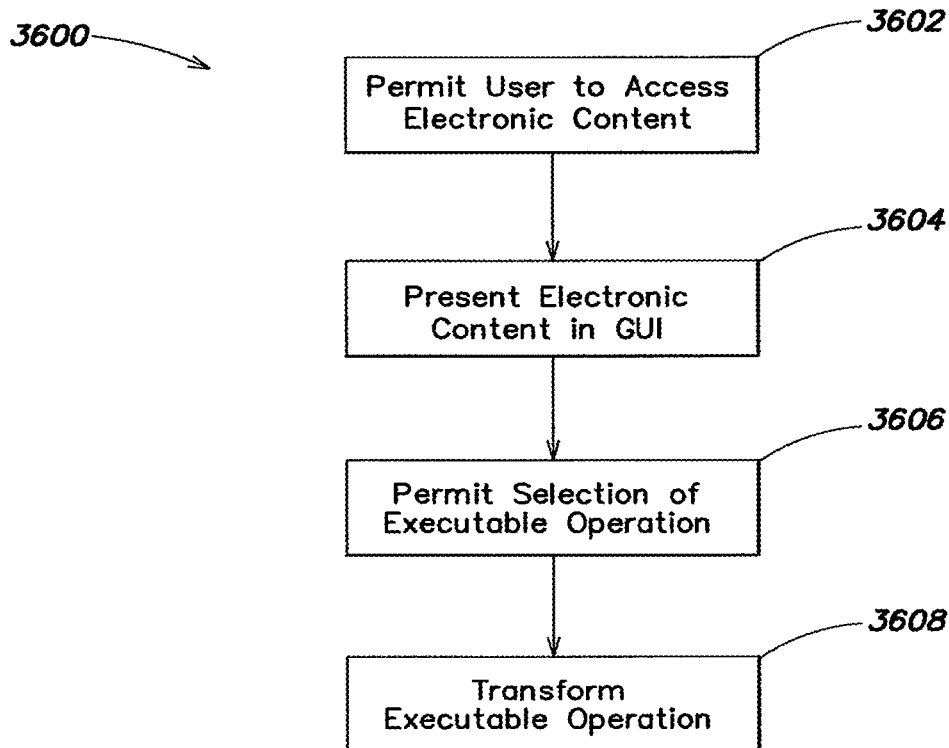 3600
3602
Permit User to Access
Electronic Content
3604
Present Electronic
Content in GUI
3606
Permit Selection of
Executable Operation
3608
Transform
Executable Operation